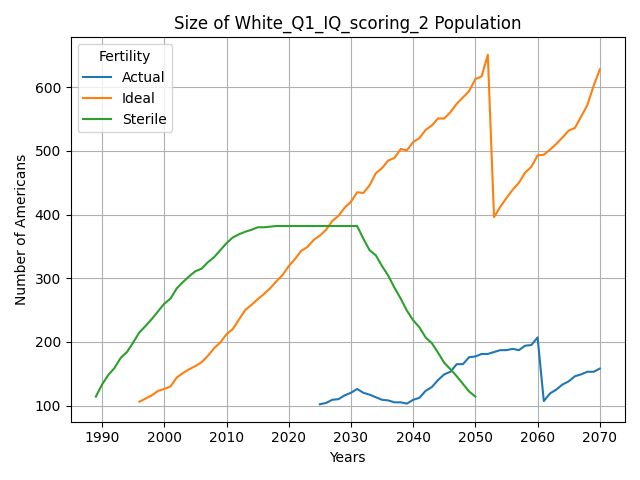 Size of White_Q1_IQ_scoring_2 Population
Fertility
Actual
Ideal
Sterile
Number of Americans
600
500
400
300
200
100
1990 2000 2010 2020 2030 2040 2050 2060 2070
Years